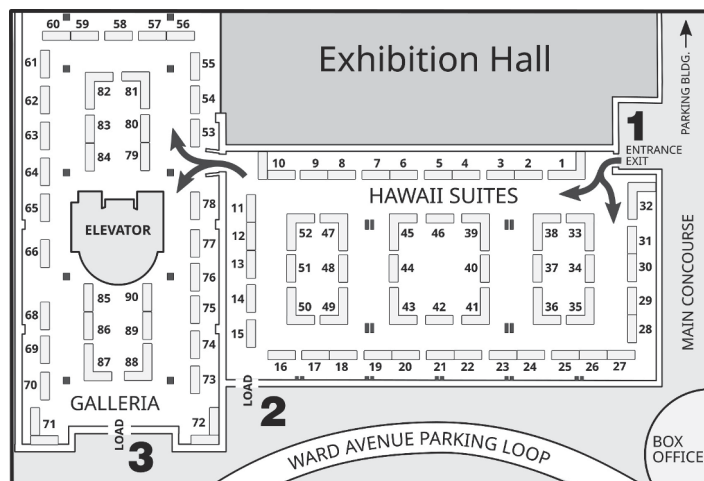 60 59 58 57 56
Exhibition Hall
PARKING BLDG.
61
55
62
82 81
54
63
83 80
53
84 79
64
1
ENTRANCE
EXIT
10 9 8 7 6 5 4 3 2 1
HAWAII SUITES
65
78
11
32
ELEVATOR
66
77
12
52 47 45 46 39 38 33
31
13
51 48 44 40 37 34
30
76
85 90
14
50 49 43 42 41 36 35
29
68
75
86 89
15
28
69
74
87 88
16 17 18 19 20 21 22 23 24 25 26 27
70
73
MAIN CONCOURSE
GALLERIA
71
72
LOAD
2
LOAD
3
WARD AVENUE PARKING LOOP
BOX
OFFICE